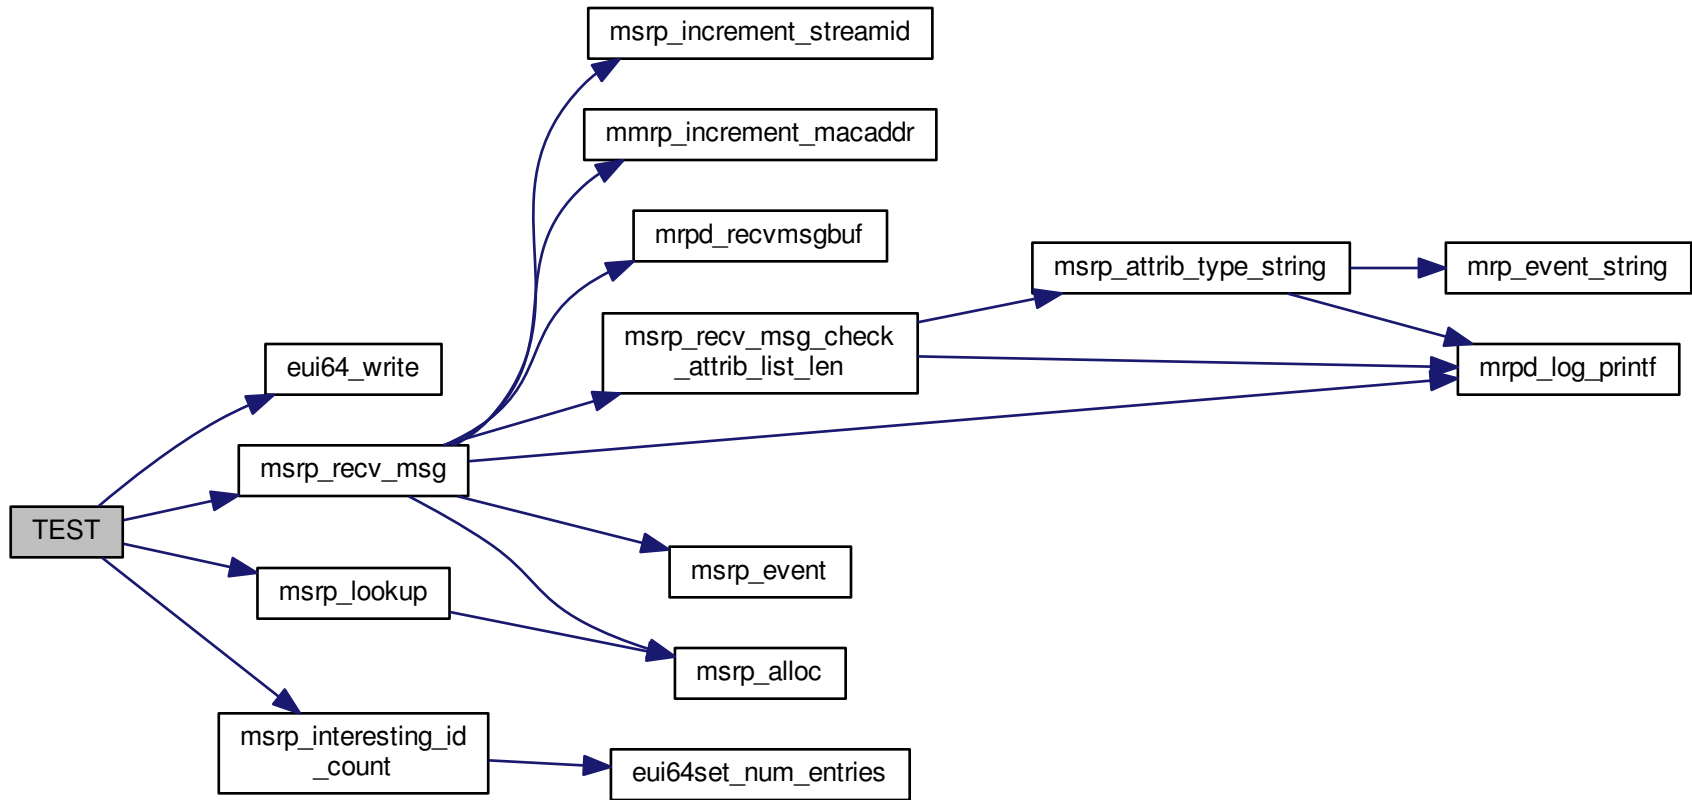 msrp_increment_streamid
mmrp_increment_macaddr
mrpd_recvmsgbuf
msrp_attrib_type_string
mrp_event_string
msrp_recv_msg_check
_attrib_list_len
eui64_write
mrpd_log_printf
msrp_recv_msg
TEST
msrp_event
msrp_lookup
msrp_alloc
msrp_interesting_id
_count
eui64set_num_entries